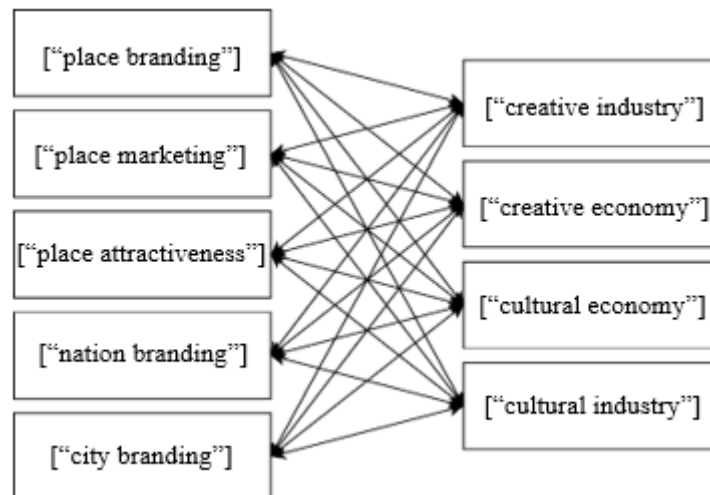 [“place branding”]
[“place marketing”]
[“place attractiveness”]
[“nation branding”]
[“city branding”]
[“creative industry”]
[“creative economy”]
[“cultural economy”]
[“cultural industry”]